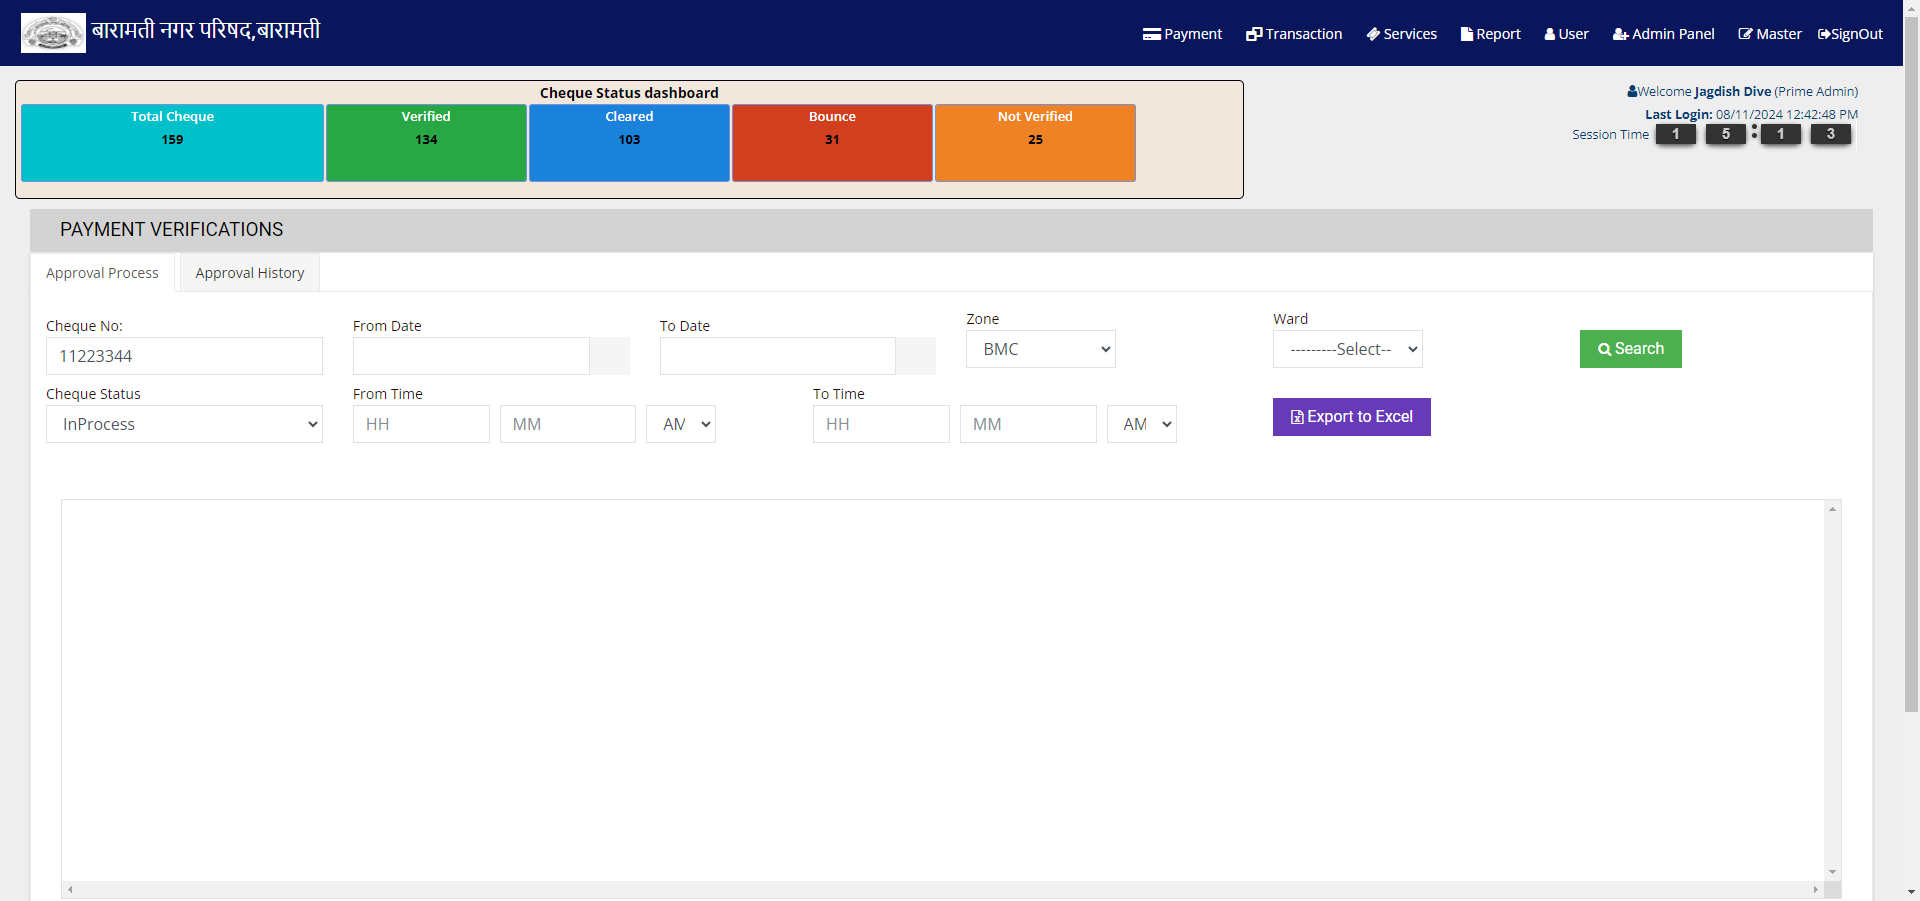 बारामती नगर परिषद,बारामती
Payment Transaction Services Report User Admin Panel Master SignOut
Cheque Status dashboard
Total Cheque Verified Cleared Bounce Not Verified
159 134 103 31 25
Welcome Jagdish Dive (Prime Admin)
Last Login: 08/11/2024 12:42:48 PM
Session Time 1 5 : 1 3
PAYMENT VERIFICATIONS
Approval Process Approval History
Cheque No: From Date To Date Zone Ward
11223344 BMC ---------Select-- Search
Cheque Status From Time To Time
InProcess HH MM AM HH MM AM Export to Excel